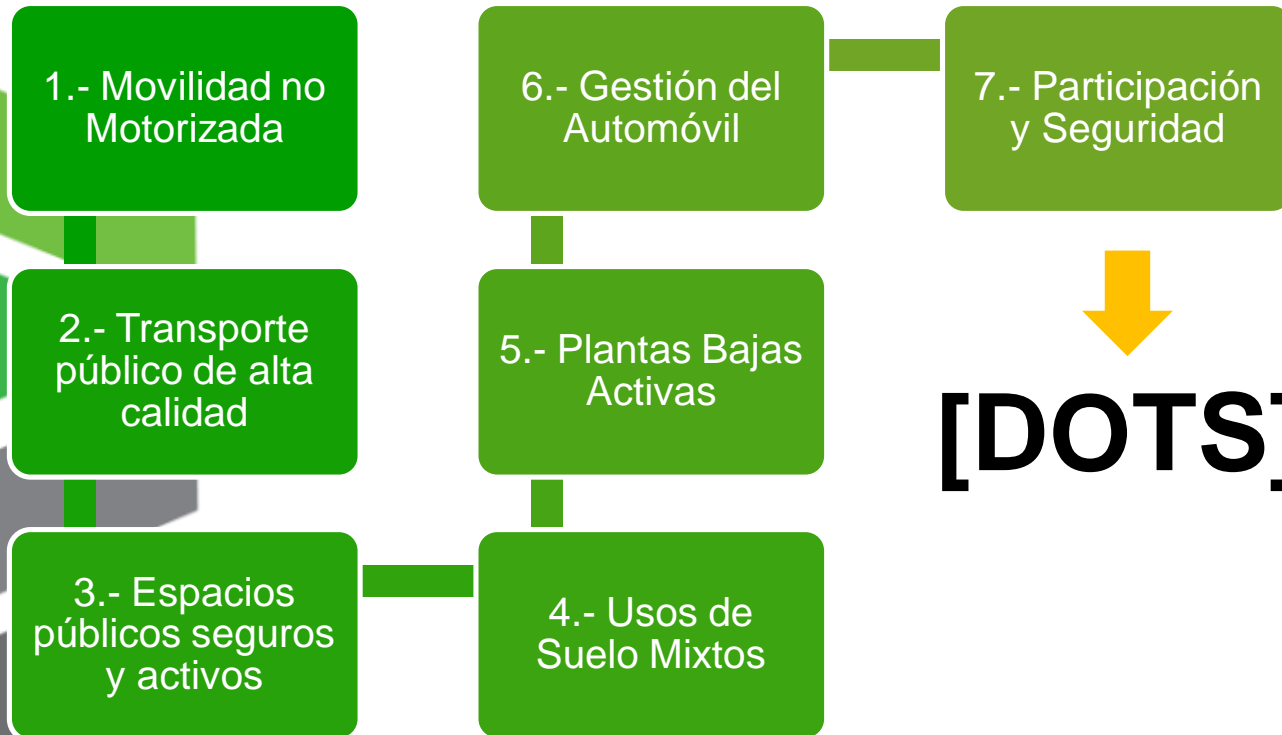 1.- Movilidad no
Motorizada
2.- Transporte
público de alta
calidad
3.- Espacios
públicos seguros
y activos
4.- Usos de
Suelo Mixtos
5.- Plantas Bajas
Activas
6.- Gestión del
Automóvil
7.- Participación
y Seguridad
[DOTS]